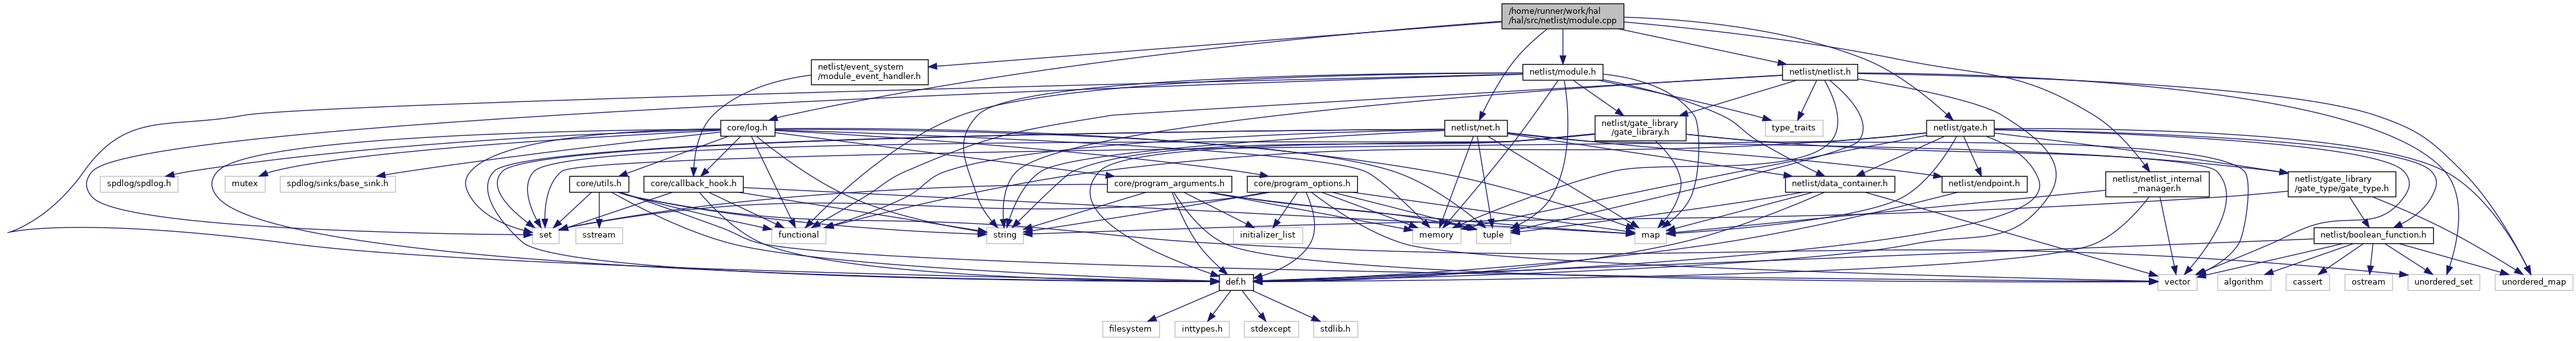 /home/runner/work/hal
/hal/src/netlist/module.cpp
netlist/event_system
/module_event_handler.h
netlist/module.h
netlist/netlist.h
core/log.h
netlist/net.h
netlist/gate_library
/gate_library.h
type_traits
netlist/gate.h
spdlog/spdlog.h
mutex
spdlog/sinks/base_sink.h
core/utils.h
core/callback_hook.h
core/program_arguments.h
core/program_options.h
netlist/data_container.h
netlist/endpoint.h
netlist/netlist_internal
_manager.h
netlist/gate_library
/gate_type/gate_type.h
set
sstream
functional
string
initializer_list
memory
tuple
map
netlist/boolean_function.h
def.h
vector
algorithm
cassert
ostream
unordered_set
unordered_map
filesystem
inttypes.h
stdexcept
stdlib.h